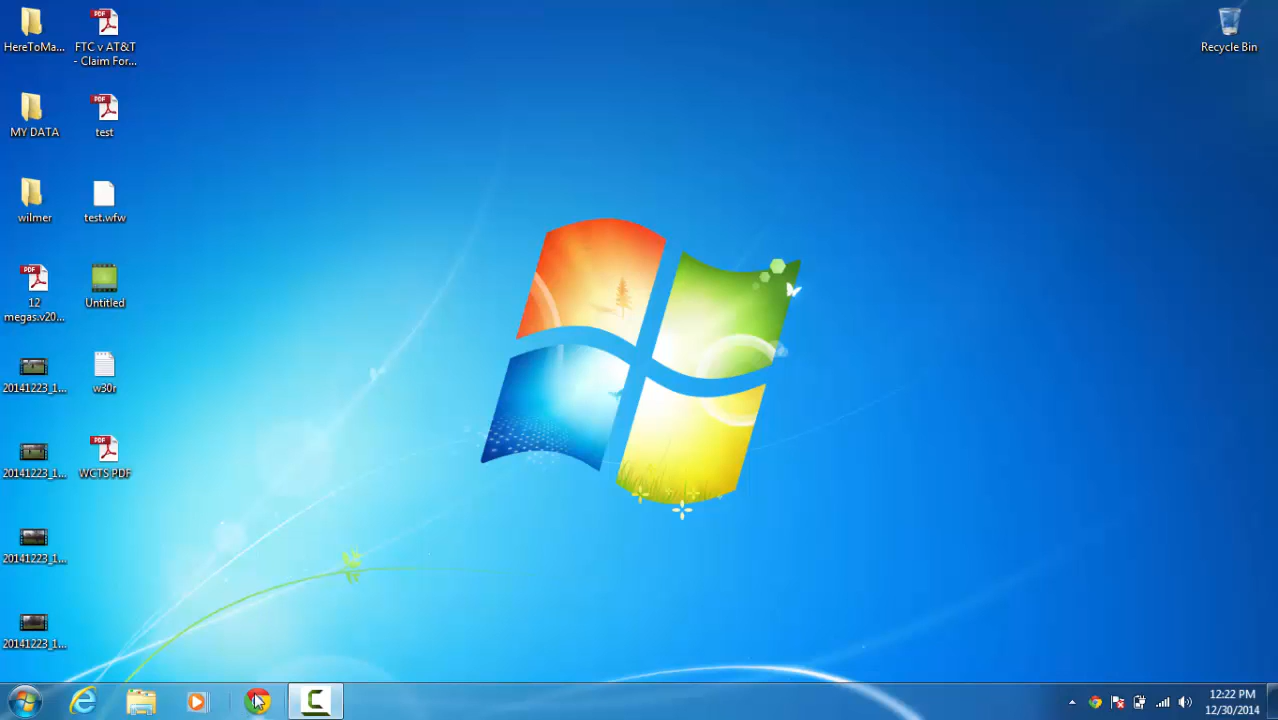 HereToMa...
FTC v AT&T
- Claim For...
Recycle Bin
MY DATA
test
wilmer
test.wfw
12
megas.v20...
Untitled
20141223_1...
w30r
20141223_1...
WCTS PDF
20141223_1...
20141223_1...
12:22 PM
12/30/2014